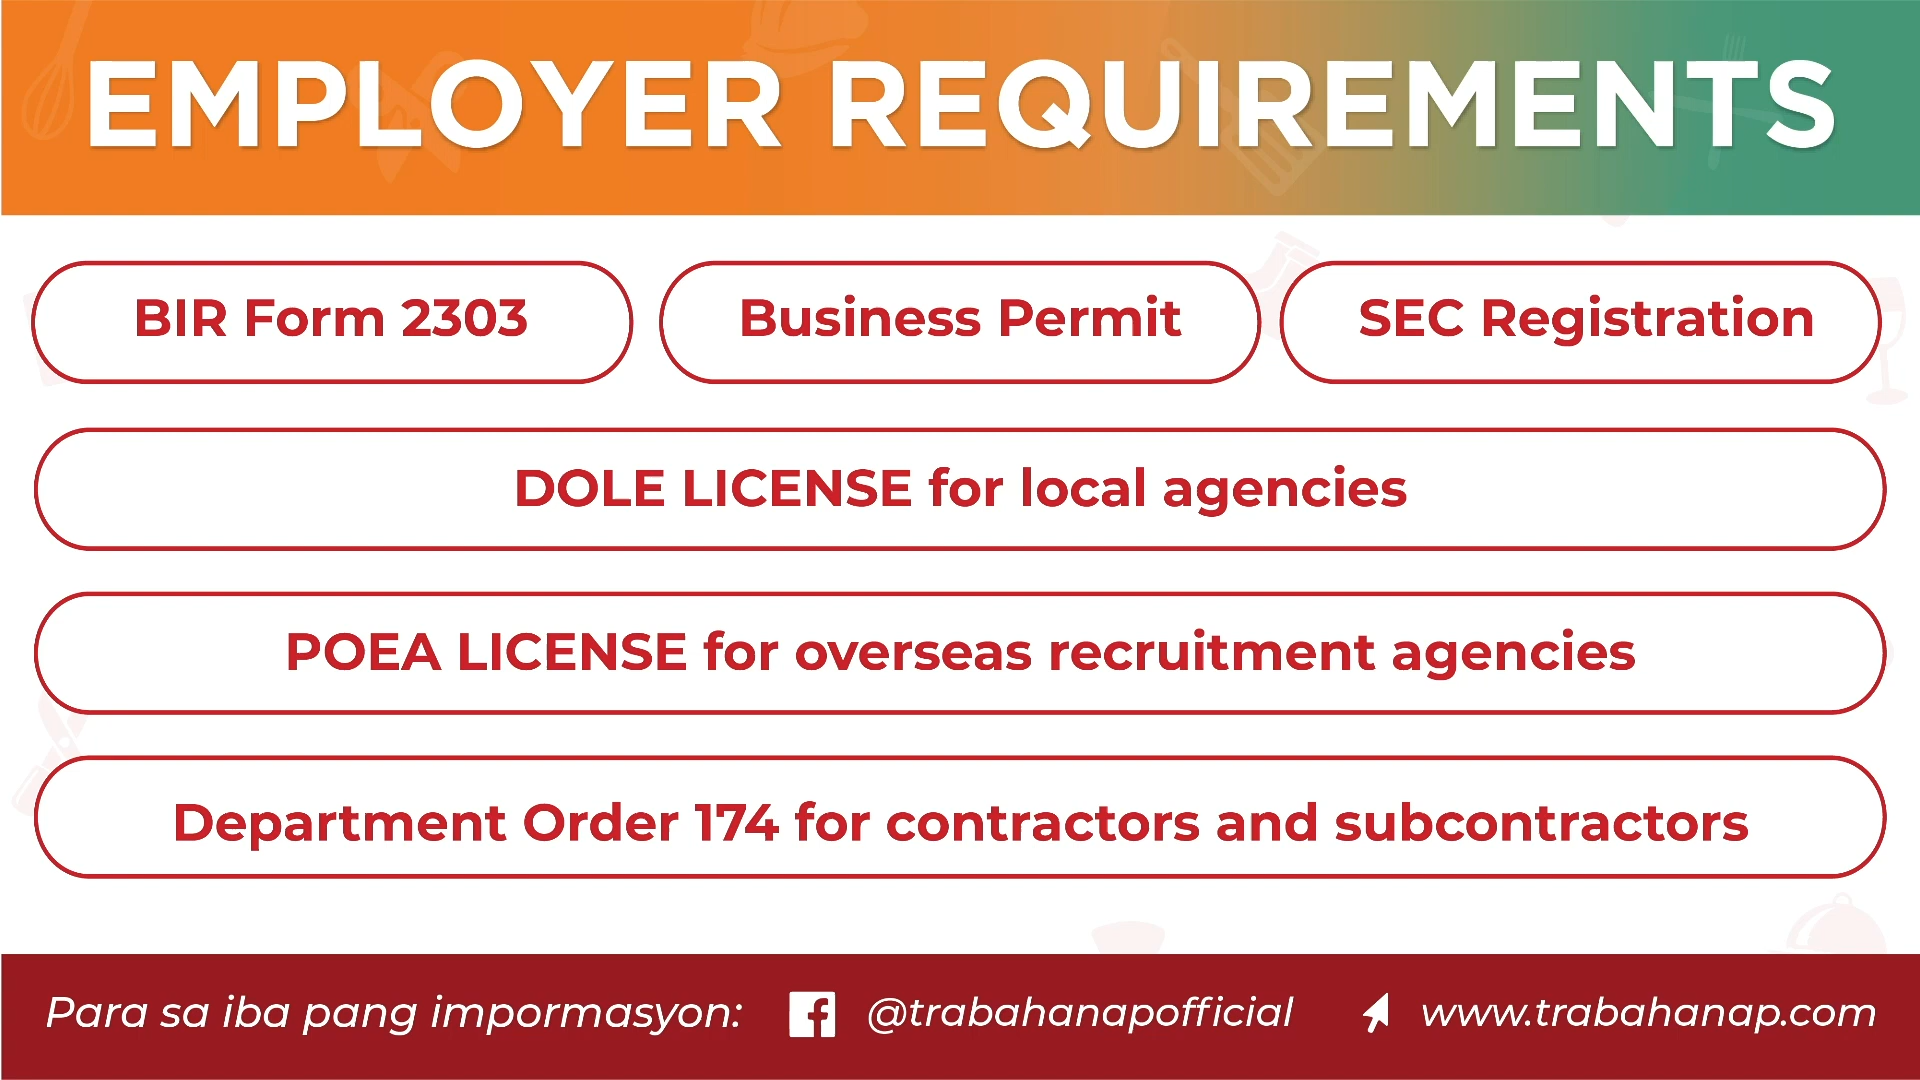 EMPLOYER REQUIREMENTS
BIR Form 2303
Business Permit
SEC Registration
DOLE LICENSE for local agencies
POEA LICENSE for overseas recruitment agencies
Department Order 174 for contractors and subcontractors
Para sa iba pang impormasyon: @trabahanapofficial www.trabahanap.com